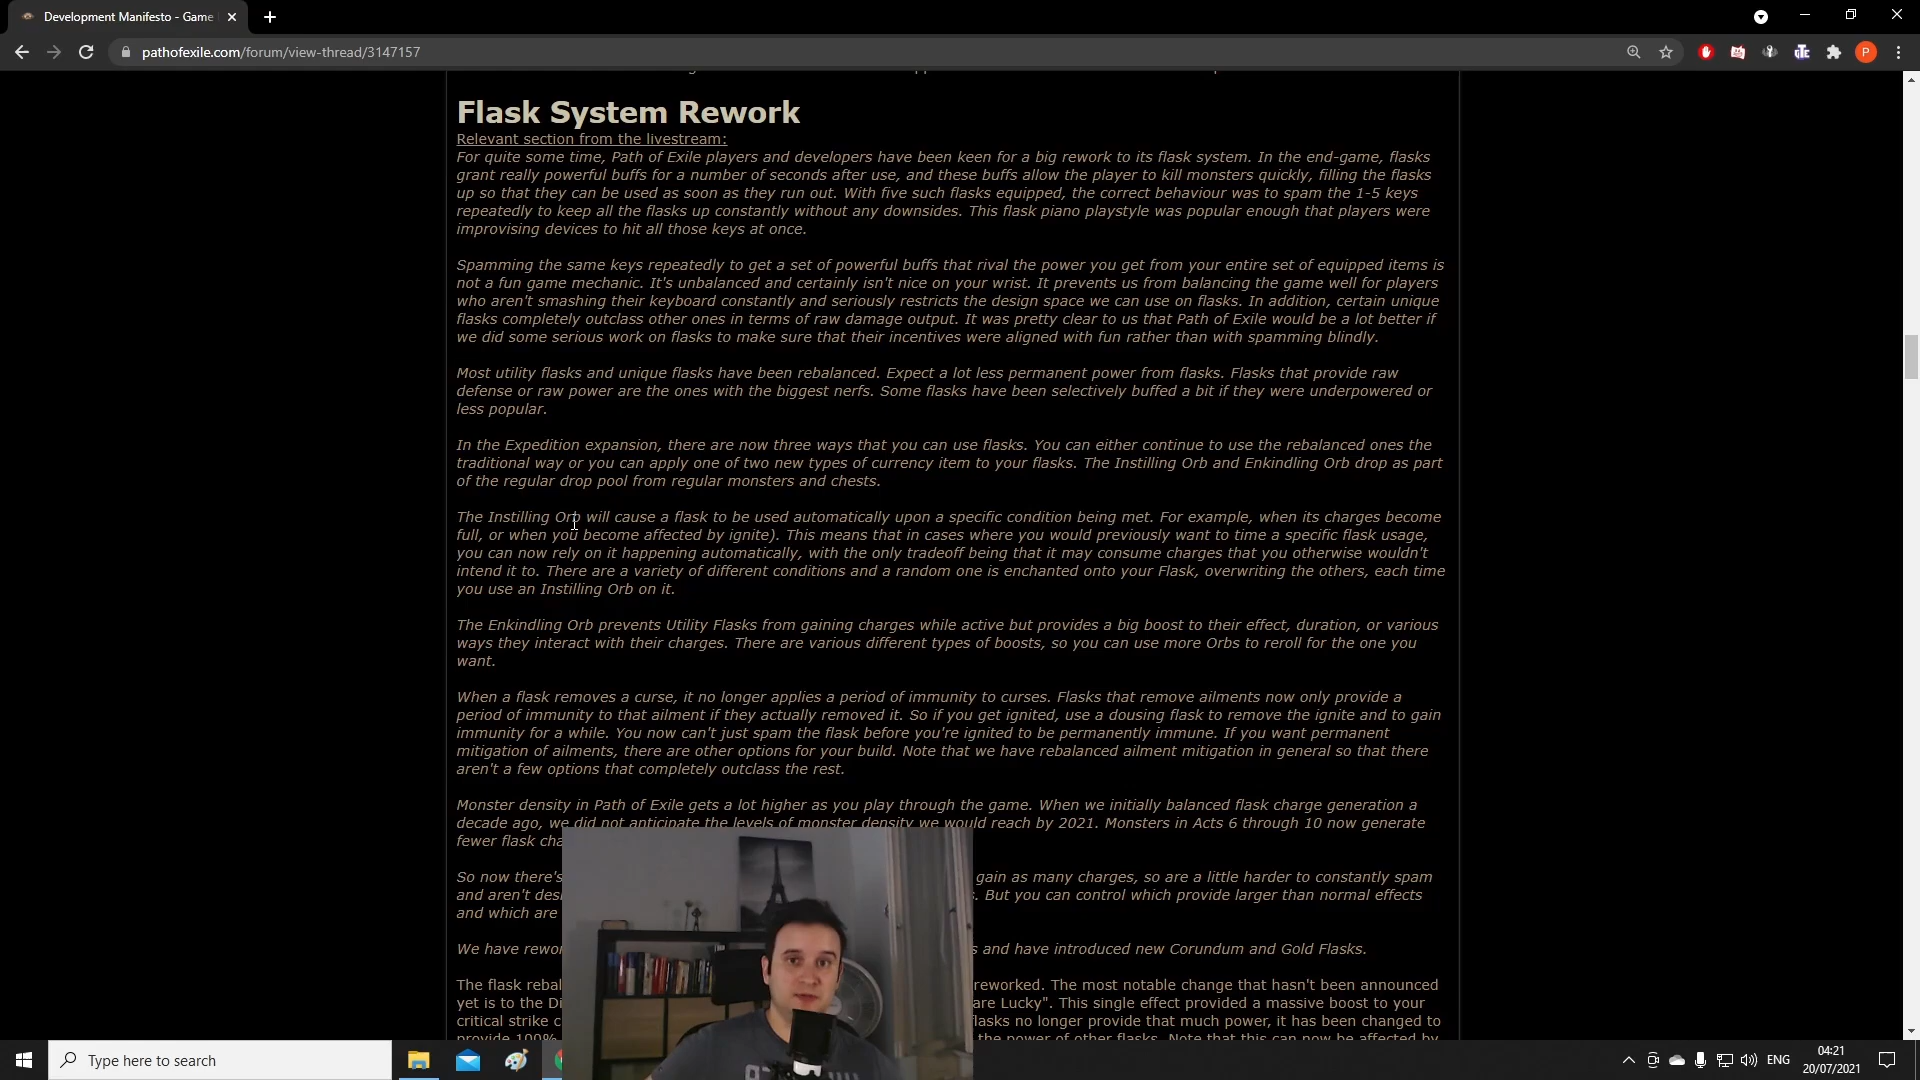 Development Manifesto - Game
pathofexile.com/forum/view-thread/3147157
P
Flask System Rework
Relevant section from the livestream:
For quite some time, Path of Exile players and developers have been keen for a big rework to its flask system. In the end-game, flasks
grant really powerful buffs for a number of seconds after use, and these buffs allow the player to kill monsters quickly, filling the flasks
up so that they can be used as soon as they run out. With five such flasks equipped, the correct behaviour was to spam the 1-5 keys
repeatedly to keep all the flasks up constantly without any downsides. This flask piano playstyle was popular enough that players were
improvising devices to hit all those keys at once.
Spamming the same keys repeatedly to get a set of powerful buffs that rival the power you get from your entire set of equipped items is
not a fun game mechanic. It's unbalanced and certainly isn't nice on your wrist. It prevents us from balancing the game well for players
who aren't smashing their keyboard constantly and seriously restricts the design space we can use on flasks. In addition, certain unique
flasks completely outclass other ones in terms of raw damage output. It was pretty clear to us that Path of Exile would be a lot better if
we did some serious work on flasks to make sure that their incentives were aligned with fun rather than with spamming blindly.
Most utility flasks and unique flasks have been rebalanced. Expect a lot less permanent power from flasks. Flasks that provide raw
defense or raw power are the ones with the biggest nerfs. Some flasks have been selectively buffed a bit if they were underpowered or
less popular.
In the Expedition expansion, there are now three ways that you can use flasks. You can either continue to use the rebalanced ones the
traditional way or you can apply one of two new types of currency item to your flasks. The Instilling Orb and Enkindling Orb drop as part
of the regular drop pool from regular monsters and chests.
The Instilling Orb will cause a flask to be used automatically upon a specific condition being met. For example, when its charges become
full, or when you become affected by ignite). This means that in cases where you would previously want to time a specific flask usage,
you can now rely on it happening automatically, with the only tradeoff being that it may consume charges that you otherwise wouldn't
intend it to. There are a variety of different conditions and a random one is enchanted onto your Flask, overwriting the others, each time
you use an Instilling Orb on it.
The Enkindling Orb prevents Utility Flasks from gaining charges while active but provides a big boost to their effect, duration, or various
ways they interact with their charges. There are various different types of boosts, so you can use more Orbs to reroll for the one you
want.
When a flask removes a curse, it no longer applies a period of immunity to curses. Flasks that remove ailments now only provide a
period of immunity to that ailment if they actually removed it. So if you get ignited, use a dousing flask to remove the ignite and to gain
immunity for a while. You now can't just spam the flask before you're ignited to be permanently immune. If you want permanent
mitigation of ailments, there are other options for your build. Note that we have rebalanced ailment mitigation in general so that there
aren't a few options that completely outclass the rest.
Monster density in Path of Exile gets a lot higher as you play through the game. When we initially balanced flask charge generation a
decade ago, we did not anticipate the levels of monster density we would reach by 2021. Monsters in Acts 6 through 10 now generate
fewer flask cha
So now there's gain as many charges, so are a little harder to constantly spam
and aren't des . But you can control which provide larger than normal effects
and which are
We have rewor s and have introduced new Corundum and Gold Flasks.
The flask rebal reworked. The most notable change that hasn't been announced
yet is to the Di are Lucky". This single effect provided a massive boost to your
critical strike c lasks no longer provide that much power, it has been changed to
provide 100% the power of other flasks. Note that this can now be affected by
Type here to search
ENG
04:21
20/07/2021